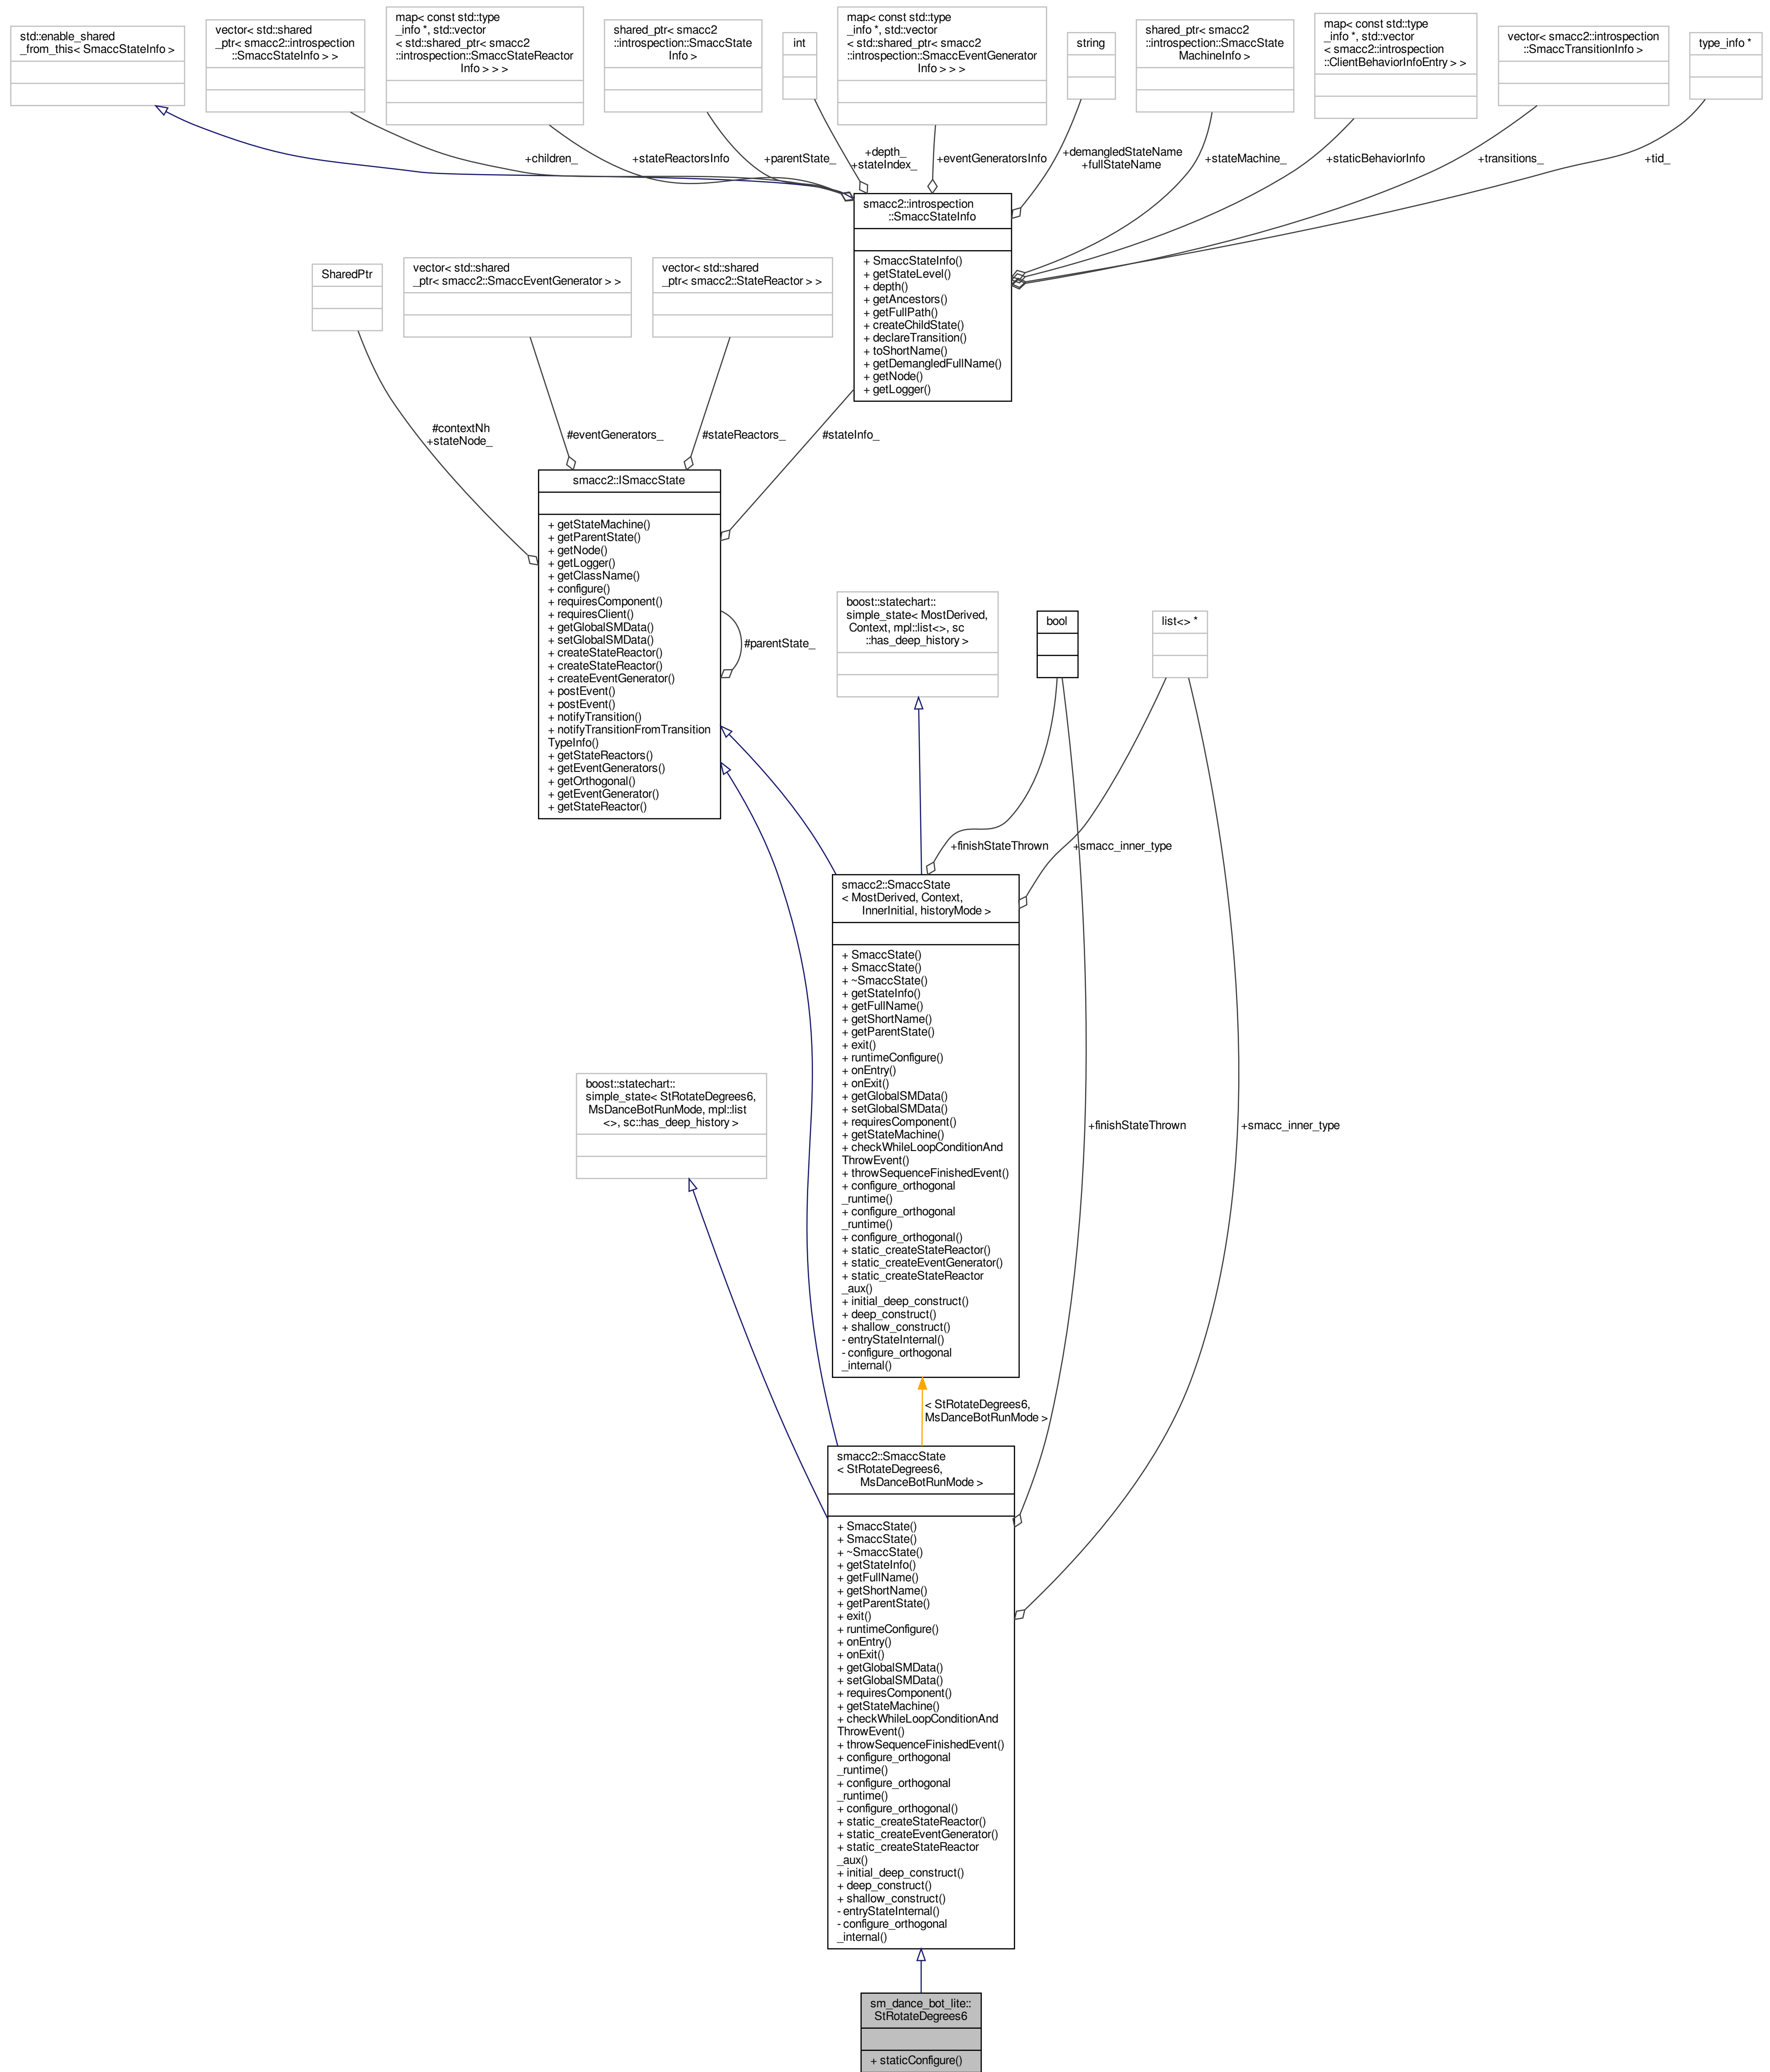 std::enable_shared
_from_this< SmaccStateInfo >
vector< std::shared
_ptr< smacc2::introspection
::SmaccStateInfo > >
map< const std::type
_info *, std::vector
< std::shared_ptr< smacc2
::introspection::SmaccStateReactor
Info > > >
shared_ptr< smacc2
::introspection::SmaccState
Info >
int
map< const std::type
_info *, std::vector
< std::shared_ptr< smacc2
::introspection::SmaccEventGenerator
Info > > >
string
shared_ptr< smacc2
::introspection::SmaccState
MachineInfo >
map< const std::type
_info *, std::vector
< smacc2::introspection
::ClientBehaviorInfoEntry > >
vector< smacc2::introspection
::SmaccTransitionInfo >
type_info *
+children_
+stateReactorsInfo
+parentState_
+depth_
+stateIndex_
+eventGeneratorsInfo
+demangledStateName
+fullStateName
+stateMachine_
+staticBehaviorInfo
+transitions_
+tid_
smacc2::introspection
::SmaccStateInfo
+ SmaccStateInfo()
+ getStateLevel()
+ depth()
+ getAncestors()
+ getFullPath()
+ createChildState()
+ declareTransition()
+ toShortName()
+ getDemangledFullName()
+ getNode()
+ getLogger()
SharedPtr
vector< std::shared
_ptr< smacc2::SmaccEventGenerator > >
vector< std::shared
_ptr< smacc2::StateReactor > >
#contextNh
+stateNode_
#eventGenerators_
#stateReactors_
#stateInfo_
smacc2::ISmaccState
+ getStateMachine()
+ getParentState()
+ getNode()
+ getLogger()
+ getClassName()
+ configure()
+ requiresComponent()
+ requiresClient()
+ getGlobalSMData()
+ setGlobalSMData()
+ createStateReactor()
+ createStateReactor()
+ createEventGenerator()
+ postEvent()
+ postEvent()
+ notifyTransition()
+ notifyTransitionFromTransition
TypeInfo()
+ getStateReactors()
+ getEventGenerators()
+ getOrthogonal()
+ getEventGenerator()
+ getStateReactor()
#parentState_
boost::statechart::
simple_state< MostDerived,
Context, mpl::list<>, sc
::has_deep_history >
bool
list<> *
+finishStateThrown
+smacc_inner_type
smacc2::SmaccState
< MostDerived, Context,
InnerInitial, historyMode >
+ SmaccState()
+ SmaccState()
+ ~SmaccState()
+ getStateInfo()
+ getFullName()
+ getShortName()
+ getParentState()
+ exit()
+ runtimeConfigure()
+ onEntry()
+ onExit()
+ getGlobalSMData()
+ setGlobalSMData()
+ requiresComponent()
+ getStateMachine()
+ checkWhileLoopConditionAnd
ThrowEvent()
+ throwSequenceFinishedEvent()
+ configure_orthogonal
_runtime()
+ configure_orthogonal
_runtime()
+ configure_orthogonal()
+ static_createStateReactor()
+ static_createEventGenerator()
+ static_createStateReactor
_aux()
+ initial_deep_construct()
+ deep_construct()
+ shallow_construct()
- entryStateInternal()
- configure_orthogonal
_internal()
boost::statechart::
simple_state< StRotateDegrees6,
MsDanceBotRunMode, mpl::list
<>, sc::has_deep_history >
+finishStateThrown
+smacc_inner_type
< StRotateDegrees6,
MsDanceBotRunMode >
smacc2::SmaccState
< StRotateDegrees6,
MsDanceBotRunMode >
+ SmaccState()
+ SmaccState()
+ ~SmaccState()
+ getStateInfo()
+ getFullName()
+ getShortName()
+ getParentState()
+ exit()
+ runtimeConfigure()
+ onEntry()
+ onExit()
+ getGlobalSMData()
+ setGlobalSMData()
+ requiresComponent()
+ getStateMachine()
+ checkWhileLoopConditionAnd
ThrowEvent()
+ throwSequenceFinishedEvent()
+ configure_orthogonal
_runtime()
+ configure_orthogonal
_runtime()
+ configure_orthogonal()
+ static_createStateReactor()
+ static_createEventGenerator()
+ static_createStateReactor
_aux()
+ initial_deep_construct()
+ deep_construct()
+ shallow_construct()
- entryStateInternal()
- configure_orthogonal
_internal()
sm_dance_bot_lite::
StRotateDegrees6
+ staticConfigure()